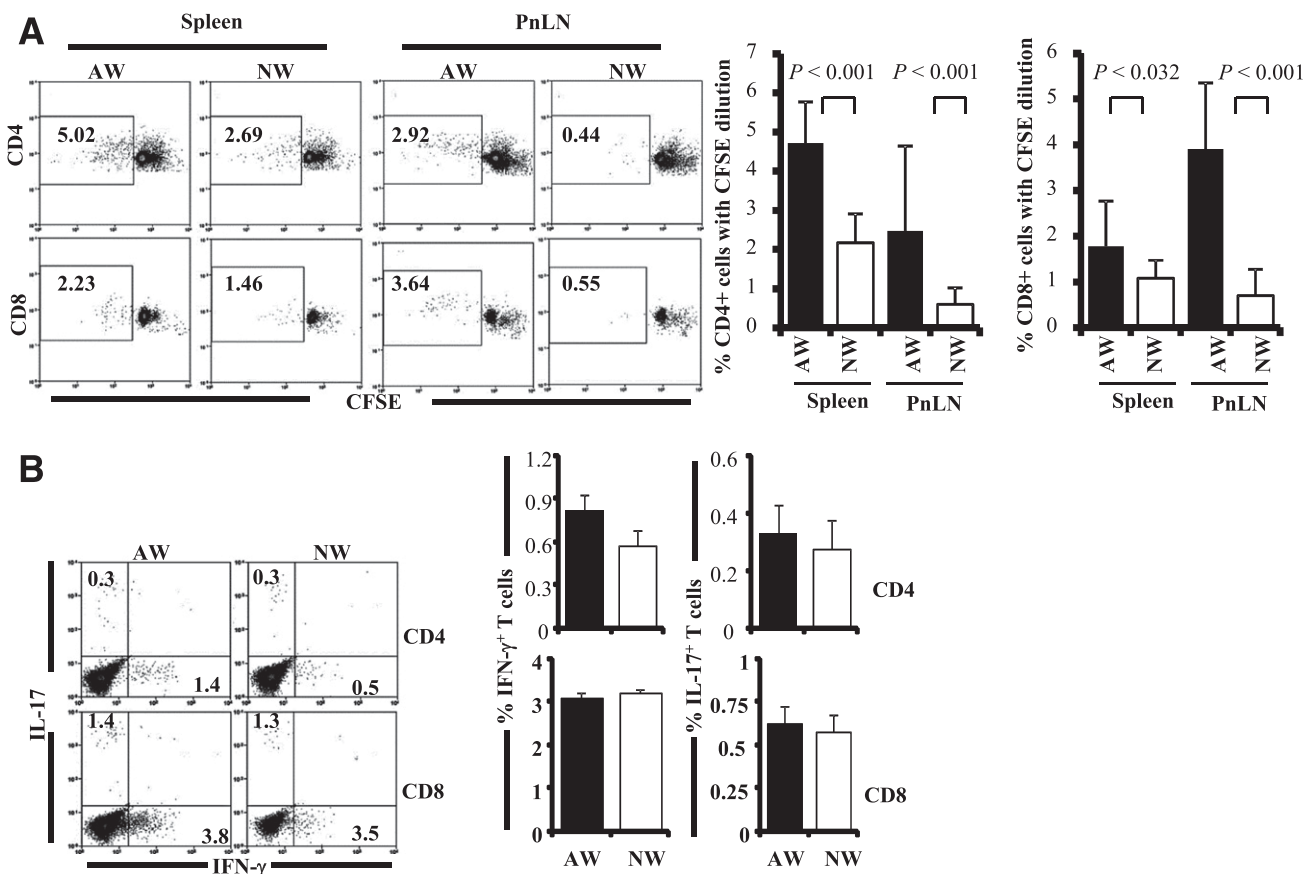 A
Spleen
PnLN
AW
NW
AW
NW
CD4
5.02
2.69
2.92
0.44
CD8
2.23
1.46
3.64
0.55
CFSE
% CD4+ cells with CFSE dilution
7
6
5
4
3
2
1
0
P < 0.001
P < 0.001
AW
NW
AW
NW
Spleen
PnLN
% CD8+ cells with CFSE dilution
6
5
4
3
2
1
0
P < 0.032
P < 0.001
AW
NW
AW
NW
Spleen
PnLN
B
AW
NW
IL-17
0.3
1.4
0.3
0.5
CD4
1.4
3.8
1.3
3.5
CD8
IFN-γ
% IFN-γ+ T cells
1.2
0.9
0.6
0.3
0
4
3
2
1
0
AW
NW
% IL-17+ T cells
0.6
0.4
0.2
0
CD4
1
0.75
0.5
0.25
0
CD8
AW
NW